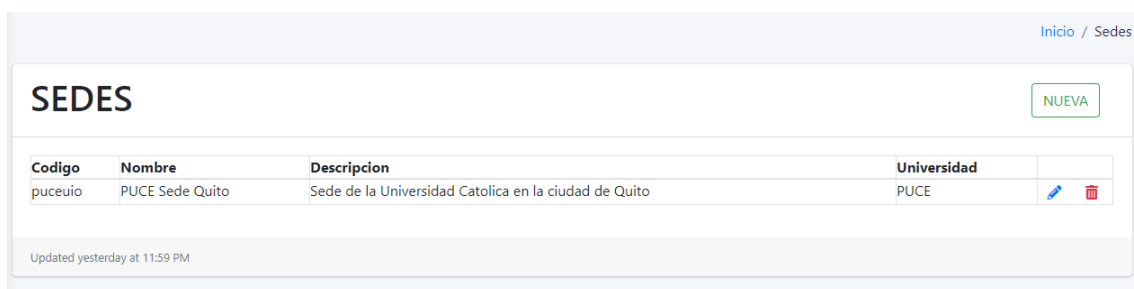 Inicio / Sedes
SEDES
NUEVA
Codigo Nombre Descripcion Universidad
puceuio PUCE Sede Quito Sede de la Universidad Catolica en la ciudad de Quito PUCE
Updated yesterday at 11:59 PM